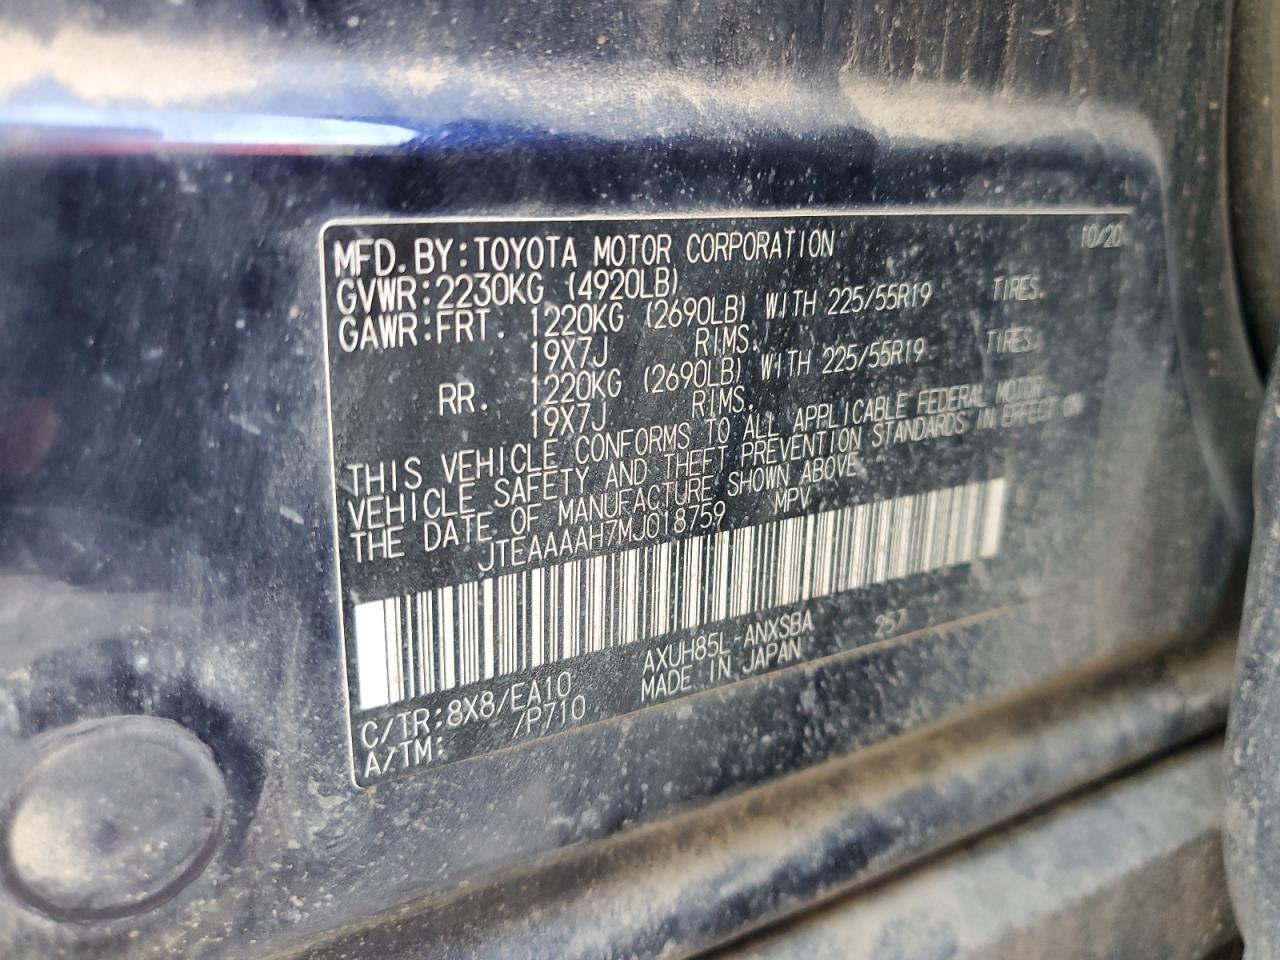 MFD. BY: TOYOTA MOTOR CORPORATION 10/20
GVWR: 2230KG (4920LB)
GAWR: FRT. 1220KG (2690LB) WITH 225/55R19 TIRES.
19X7J RIMS.
RR. 1220KG (2690LB) WITH 225/55R19 TIRES.
19X7J RIMS.
THIS VEHICLE CONFORMS TO ALL APPLICABLE FEDERAL MOTOR
VEHICLE SAFETY AND THEFT PREVENTION STANDARDS IN EFFECT ON
THE DATE OF MANUFACTURE SHOWN ABOVE.
JTEAAAAH7MJ018759 MPV
C/TR: 8X8/EA10 AXUH85L-ANXSBA 257
A/TM: /P710 MADE IN JAPAN